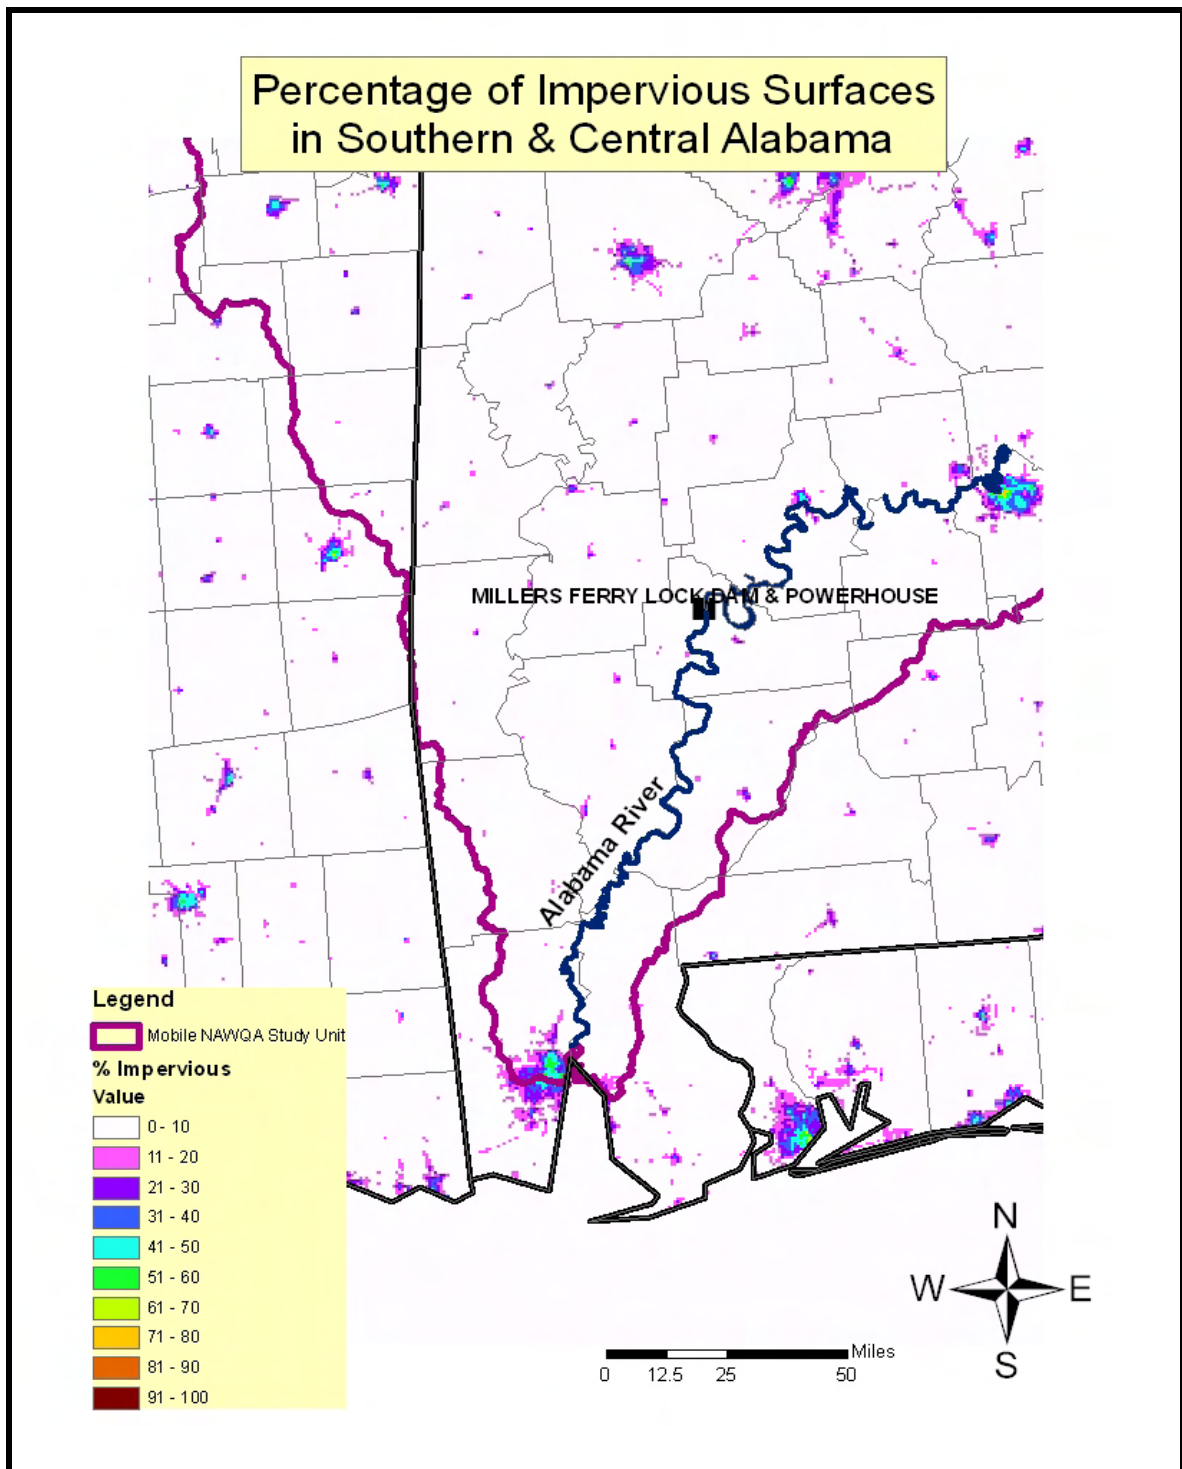 Percentage of Impervious Surfaces
in Southern & Central Alabama
MILLERS FERRY LOCK DAM & POWERHOUSE
Alabama River
Legend
Mobile NAWQA Study Unit
% Impervious
Value
0 - 10
11 - 20
21 - 30
31 - 40
41 - 50
51 - 60
61 - 70
71 - 80
81 - 90
91 - 100
N
W E
S
Miles
0 12.5 25 50